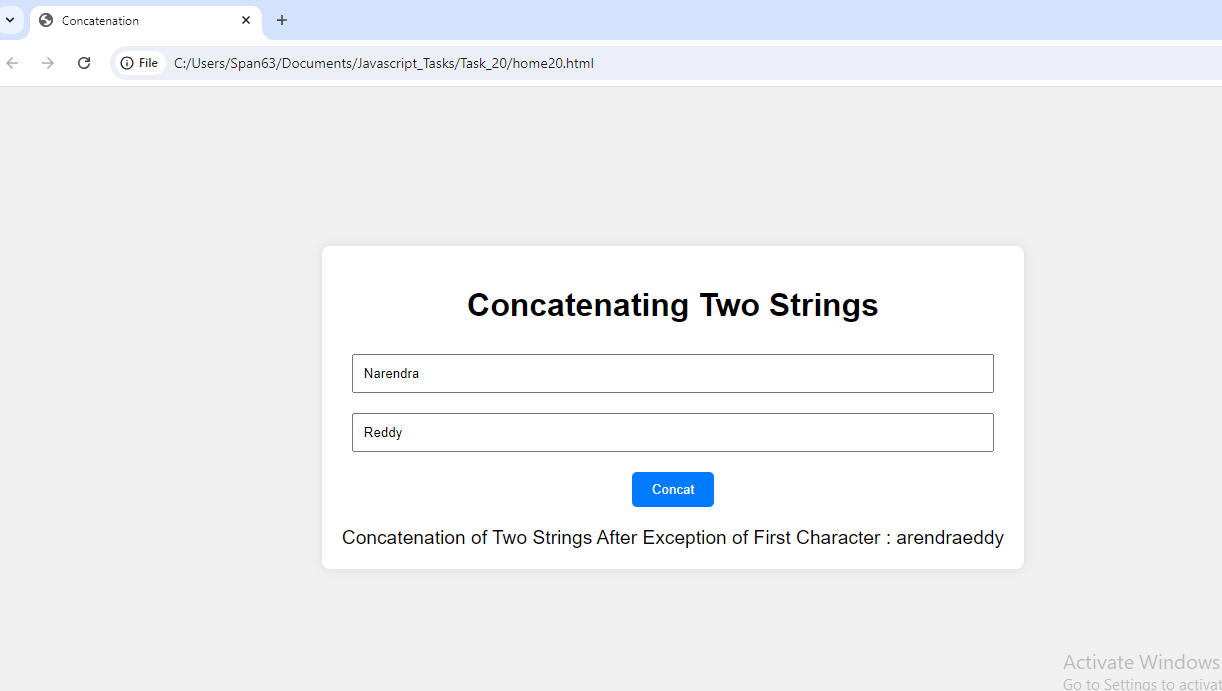 Concatenation
File C:/Users/Span63/Documents/Javascript_Tasks/Task_20/home20.html
Concatenating Two Strings
Narendra
Reddy
Concat
Concatenation of Two Strings After Exception of First Character : arendraeddy
Activate Windows
Go to Settings to activat